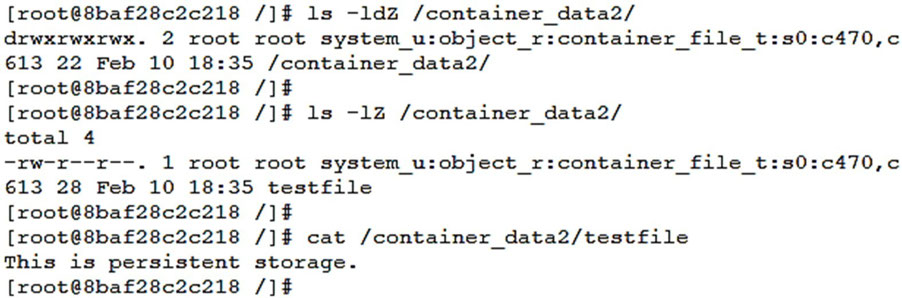 [root@8baf28c2c218 /]# ls -ldZ /container_data2/
drwxrwxrwx. 2 root root system_u:object_r:container_file_t:s0:c470,c
613 22 Feb 10 18:35 /container_data2/
[root@8baf28c2c218 /]#
[root@8baf28c2c218 /]# ls -lZ /container_data2/
total 4
-rw-r--r--. 1 root root system_u:object_r:container_file_t:s0:c470,c
613 28 Feb 10 18:35 testfile
[root@8baf28c2c218 /]#
[root@8baf28c2c218 /]# cat /container_data2/testfile
This is persistent storage.
[root@8baf28c2c218 /]#